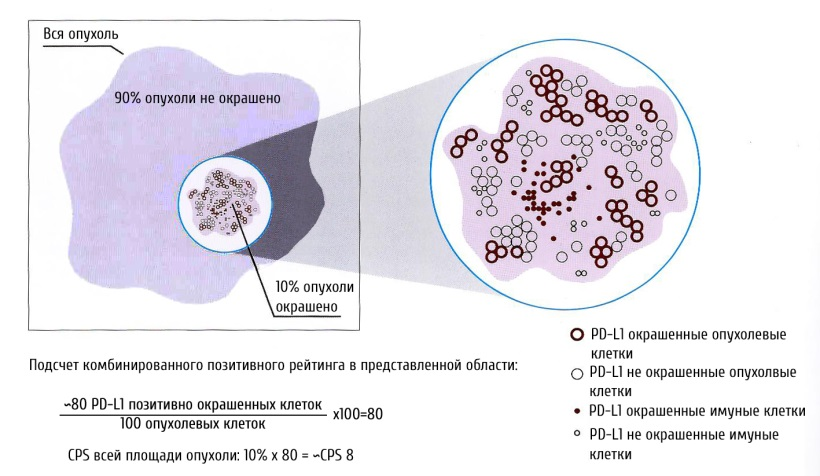 Вся опухоль
90% опухоли не окрашено
10% опухоли
окрашено
PD-L1 окрашенные опухолевые
клетки
PD-L1 не окрашенные опухолвые
клетки
PD-L1 окрашенные имуные клетки
PD-L1 не окрашенные имуные
клетки
Подсчет комбинированного позитивного рейтинга в представленной области:
~80 PD-L1 позитивно окрашенных клеток
100 опухолевых клеток
x100=80
CPS всей площади опухоли: 10% x 80 = ~CPS 8